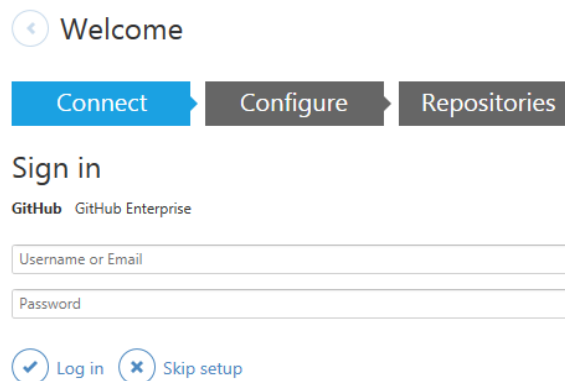 Welcome
Connect Configure Repositories
Sign in
GitHub GitHub Enterprise
Username or Email
Password
Log in Skip setup